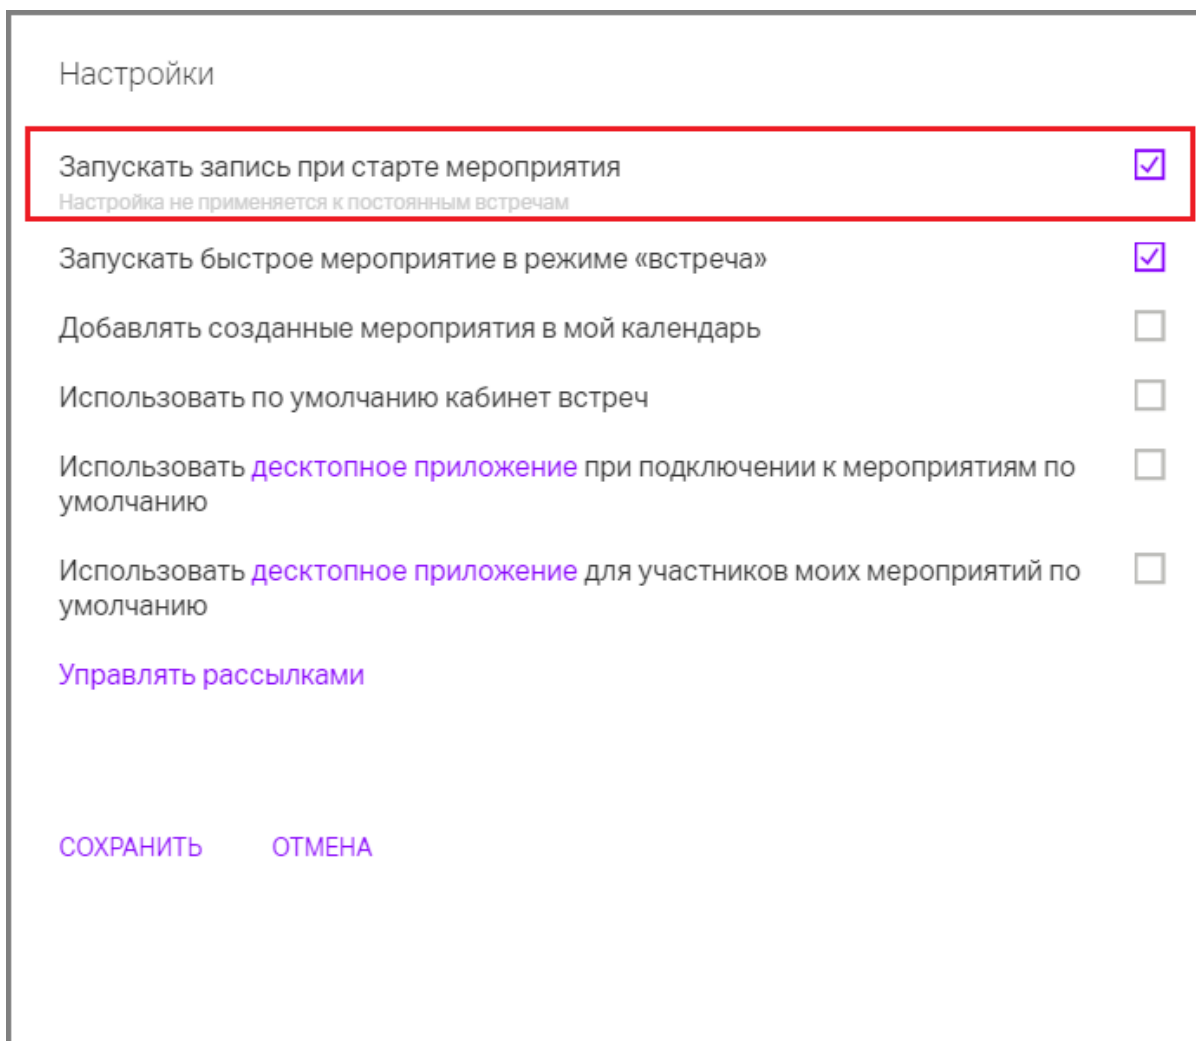 Настройки
Запускать запись при старте мероприятия
Настройка не применяется к постоянным встречам
Запускать быстрое мероприятие в режиме «встреча»
Добавлять созданные мероприятия в мой календарь
Использовать по умолчанию кабинет встреч
Использовать десктопное приложение при подключении к мероприятиям по
умолчанию
Использовать десктопное приложение для участников моих мероприятий по
умолчанию
Управлять рассылками
СОХРАНИТЬ ОТМЕНА